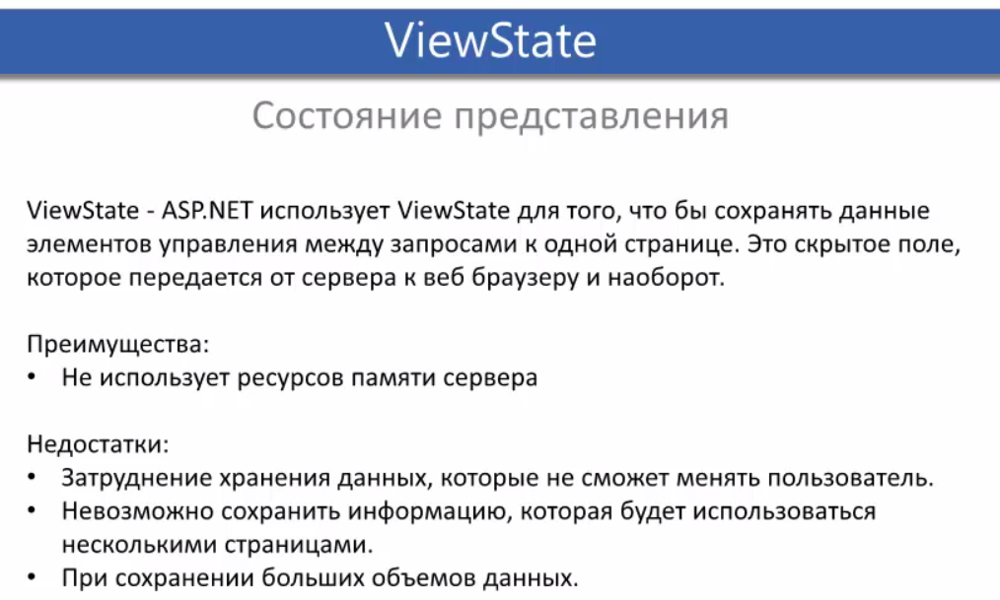 ViewState
Состояние представления
ViewState - ASP.NET использует ViewState для того, что бы сохранять данные
элементов управления между запросами к одной странице. Это скрытое поле,
которое передается от сервера к веб браузеру и наоборот.
Преимущества:
• Не использует ресурсов памяти сервера
Недостатки:
• Затруднение хранения данных, которые не сможет менять пользователь.
• Невозможно сохранить информацию, которая будет использоваться
несколькими страницами.
• При сохранении больших объемов данных.